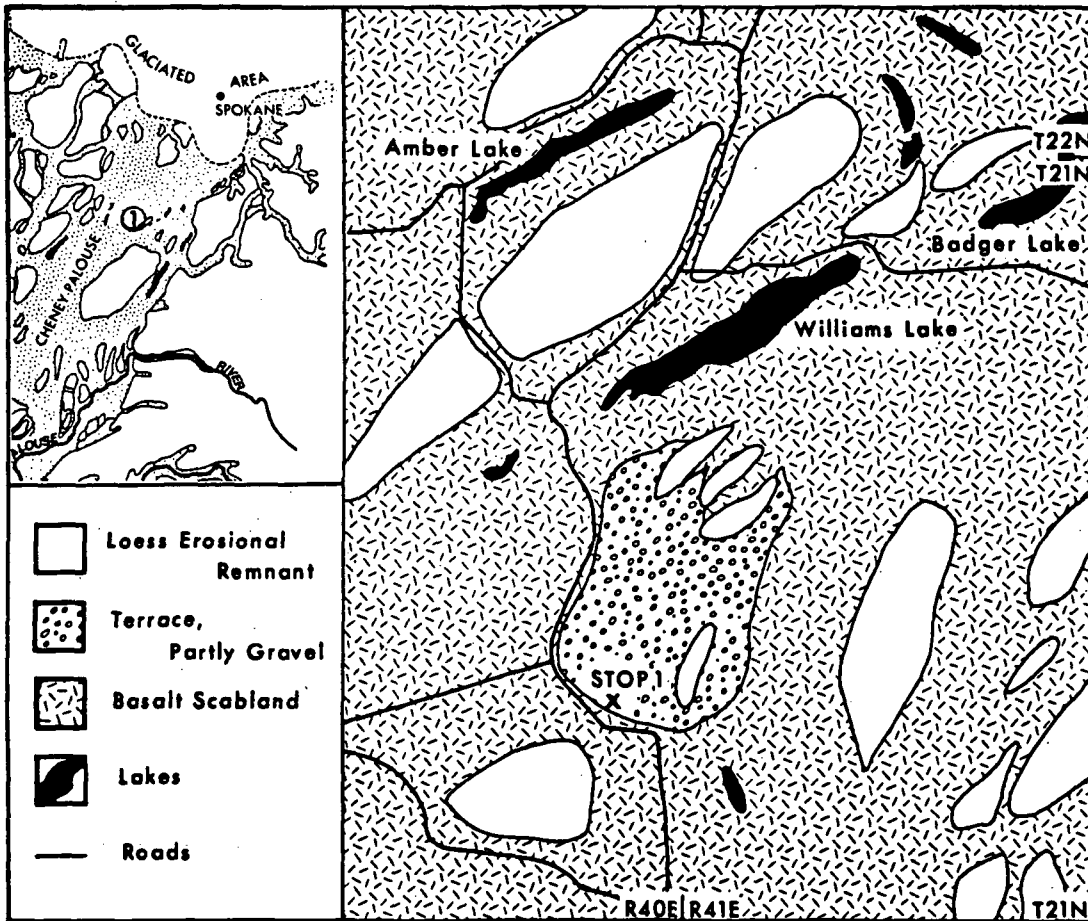 GLACIATED
AREA
SPOKANE
1
CHENEY PALOUSE
RIVER
ALOUSE
Loess Erosional
Remnant
Terrace,
Partly Gravel
Basalt Scabland
Lakes
Roads
Amber Lake
T22N
T21N
Badger Lake
Williams Lake
STOP 1
X
R40E|R41E
T21N